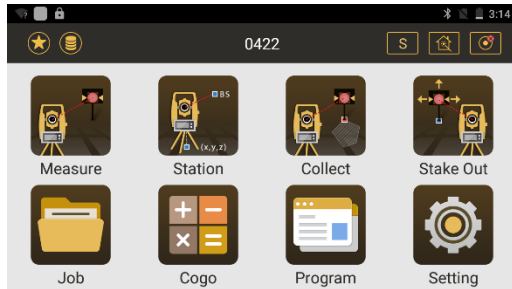 3:14
0422
S
BS
(x,y,z)
Measure Station Collect Stake Out
Job Cogo Program Setting